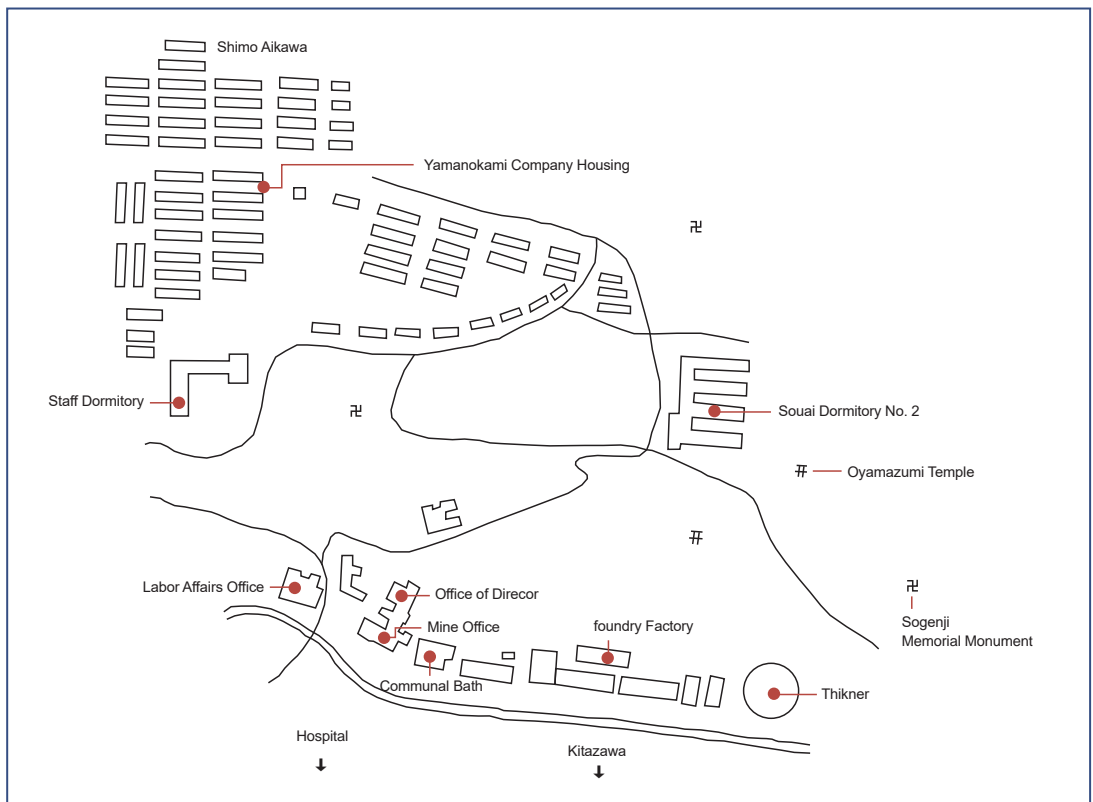 Shimo Aikawa
Yamanokami Company Housing
卍
Staff Dormitory
卍
Souai Dormitory No. 2
Oyamazumi Temple
Labor Affairs Office
Office of Direcor
卍
Mine Office
foundry Factory
Sogenji
Memorial Monument
Communal Bath
Thikner
Hospital
Kitazawa